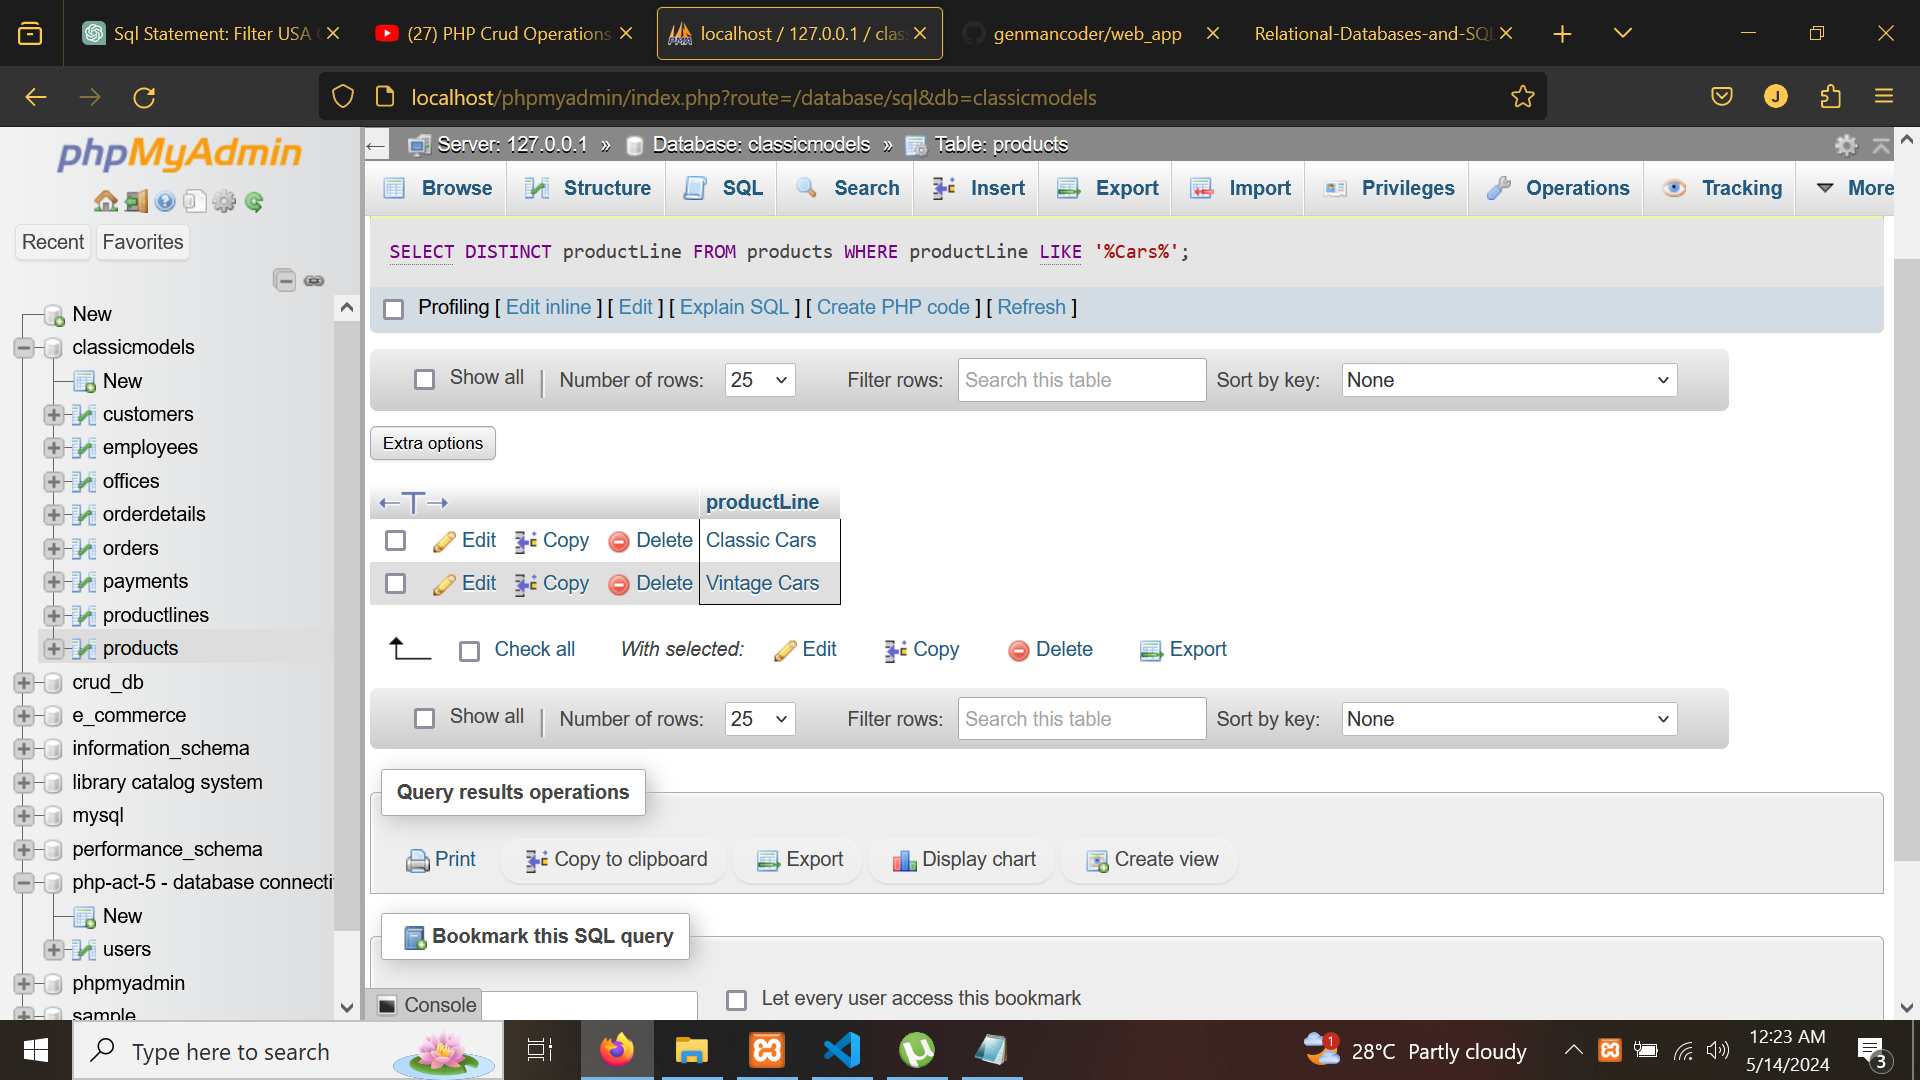 Sql Statement: Filter USA
(27) PHP Crud Operations
localhost / 127.0.0.1 / clas
genmancoder/web_app
Relational-Databases-and-SQL
localhost/phpmyadmin/index.php?route=/database/sql&db=classicmodels
J
phpMyAdmin
Recent
Favorites
New
classicmodels
New
customers
employees
offices
orderdetails
orders
payments
productlines
products
crud_db
e_commerce
information_schema
library catalog system
mysql
performance_schema
php-act-5 - database connecti
New
users
phpmyadmin
sample
Server: 127.0.0.1 » Database: classicmodels » Table: products
Browse Structure SQL Search Insert Export Import Privileges Operations Tracking More
SELECT DISTINCT productLine FROM products WHERE productLine LIKE '%Cars%';
Profiling [ Edit inline ] [ Edit ] [ Explain SQL ] [ Create PHP code ] [ Refresh ]
Show all Number of rows: 25 Filter rows: Search this table Sort by key: None
Extra options
←T→ productLine
Edit Copy Delete Classic Cars
Edit Copy Delete Vintage Cars
Check all With selected: Edit Copy Delete Export
Show all Number of rows: 25 Filter rows: Search this table Sort by key: None
Query results operations
Print Copy to clipboard Export Display chart Create view
Bookmark this SQL query
Console
Let every user access this bookmark
Type here to search
1
28°C Partly cloudy
12:23 AM
5/14/2024
3